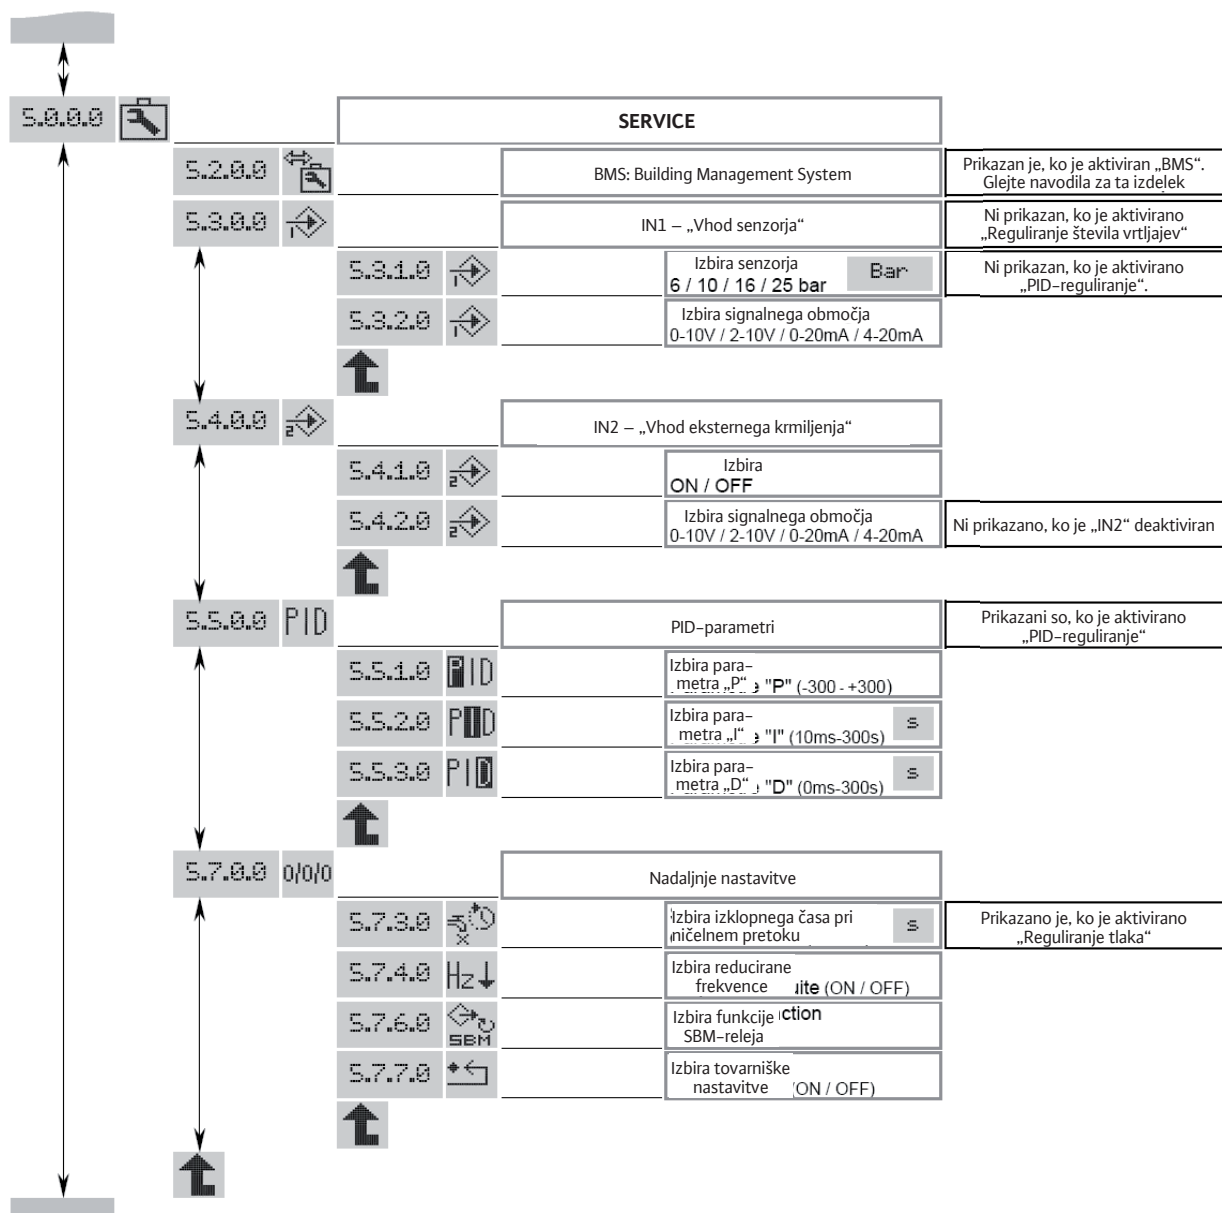 5.0.0.0
SERVICE
5.2.0.0
BMS: Building Management System
Prikazan je, ko je aktiviran „BMS“.
Glejte navodila za ta izdelek
5.3.0.0
1
IN1 – „Vhod senzorja“
Ni prikazan, ko je aktivirano
„Reguliranje števila vrtljajev“
5.3.1.0
1
Izbira senzorja
6 / 10 / 16 / 25 bar
Bar
Ni prikazan, ko je aktivirano
„PID-reguliranje“.
5.3.2.0
1
Izbira signalnega območja
0-10V / 2-10V / 0-20mA / 4-20mA
5.4.0.0
2
IN2 – „Vhod eksternega krmiljenja“
5.4.1.0
2
Izbira
ON / OFF
5.4.2.0
2
Izbira signalnega območja
0-10V / 2-10V / 0-20mA / 4-20mA
Ni prikazano, ko je „IN2“ deaktiviran
5.5.0.0 PID
PID-parametri
Prikazani so, ko je aktivirano
„PID-reguliranje“
5.5.1.0 PID
Izbira para-
metra „P“ "P" (-300 - +300)
5.5.2.0 PID
Izbira para-
metra „I“ "I" (10ms-300s)
s
5.5.3.0 PID
Izbira para-
metra „D“ "D" (0ms-300s)
s
5.7.0.0 0/0/0
Nadaljnje nastavitve
5.7.3.0
Izbira izklopnega časa pri
ničelnem pretoku
s
Prikazano je, ko je aktivirano
„Reguliranje tlaka“
5.7.4.0 Hz
Izbira reducirane
frekvence (ON / OFF)
5.7.6.0 SBM
Izbira funkcije
SBM-releja
5.7.7.0
Izbira tovarniške
nastavitve (ON / OFF)